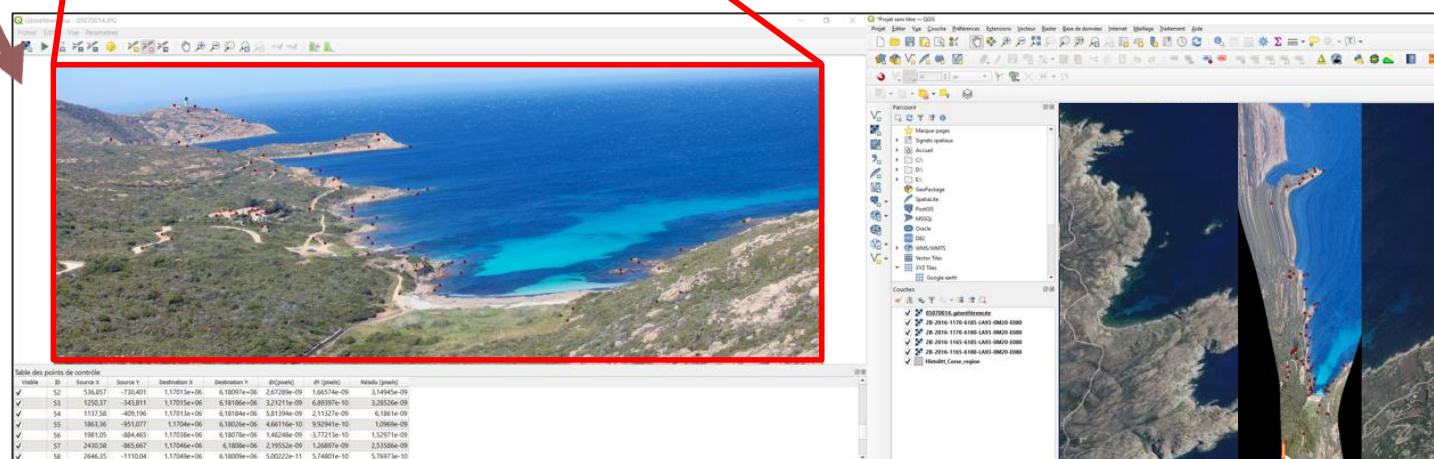 Géoréférenceur - 05070014.JPG
Fichier Éditer Vue Paramètres
Table des points de contrôle
Visible ID Source X Source Y Destination X Destination Y dX(pixels) dY (pixels) Résidu (pixels)
52 536,857 -730,401 1,17013e+06 6,18097e+06 2,67289e-09 1,66574e-09 3,14945e-09
53 1250,37 -343,811 1,17015e+06 6,18186e+06 3,21211e-09 6,89397e-10 3,28526e-09
54 1137,58 -409,196 1,17013e+06 6,18184e+06 5,81394e-09 2,11327e-09 6,1861e-09
55 1863,36 -951,077 1,1704e+06 6,18026e+06 4,66116e-10 9,92941e-10 1,0969e-09
56 1981,05 -884,465 1,17038e+06 6,18078e+06 1,48248e-09 -3,77213e-10 1,52971e-09
57 2430,58 -865,667 1,17046e+06 6,1808e+06 2,19552e-09 1,26897e-09 2,53586e-09
58 2646,35 -1110,04 1,17049e+06 6,18009e+06 5,00222e-11 5,74801e-10 5,76973e-10
*Projet sans titre — QGIS
Projet Éditer Vue Couche Préférences Extensions Vecteur Raster Base de données Internet Maillage Traitement Aide
Parcourir
Marque-pages
Signets spatiaux
Accueil
C:\
D:\
E:\
GeoPackage
SpatiaLite
PostGIS
MSSQL
Oracle
DB2
WMS/WMTS
Vector Tiles
XYZ Tiles
Google earth
Couches
05070014_géoréférencée
2B-2016-1170-6185-LA93-0M20-E080
2B-2016-1170-6180-LA93-0M20-E080
2B-2016-1165-6185-LA93-0M20-E080
2B-2016-1165-6180-LA93-0M20-E080
Histolitt_Corse_region